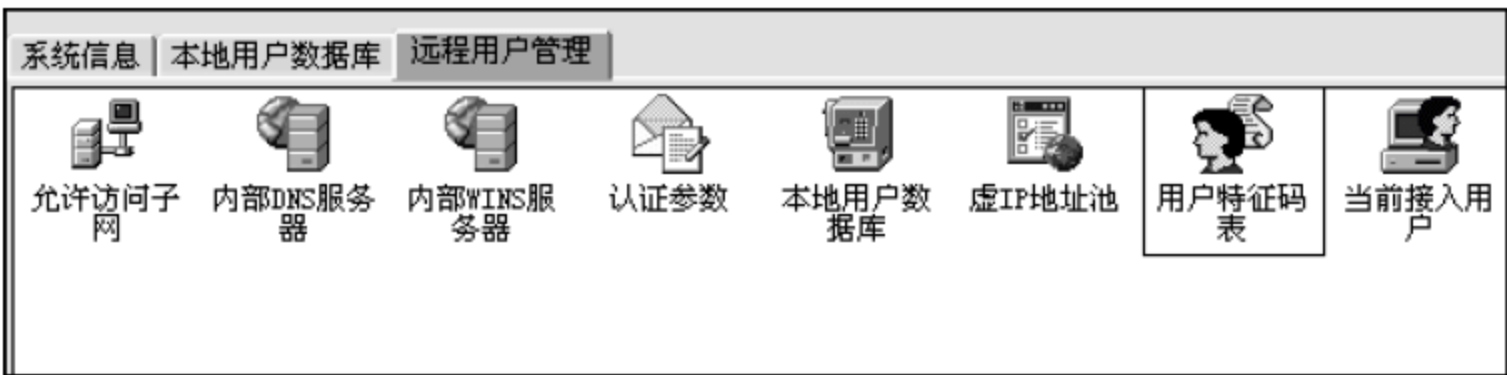 系统信息 本地用户数据库 远程用户管理
允许访问子网
内部DNS服务器
内部WINS服务器
认证参数
本地用户数据库
虚IP地址池
用户特征码表
当前接入用户